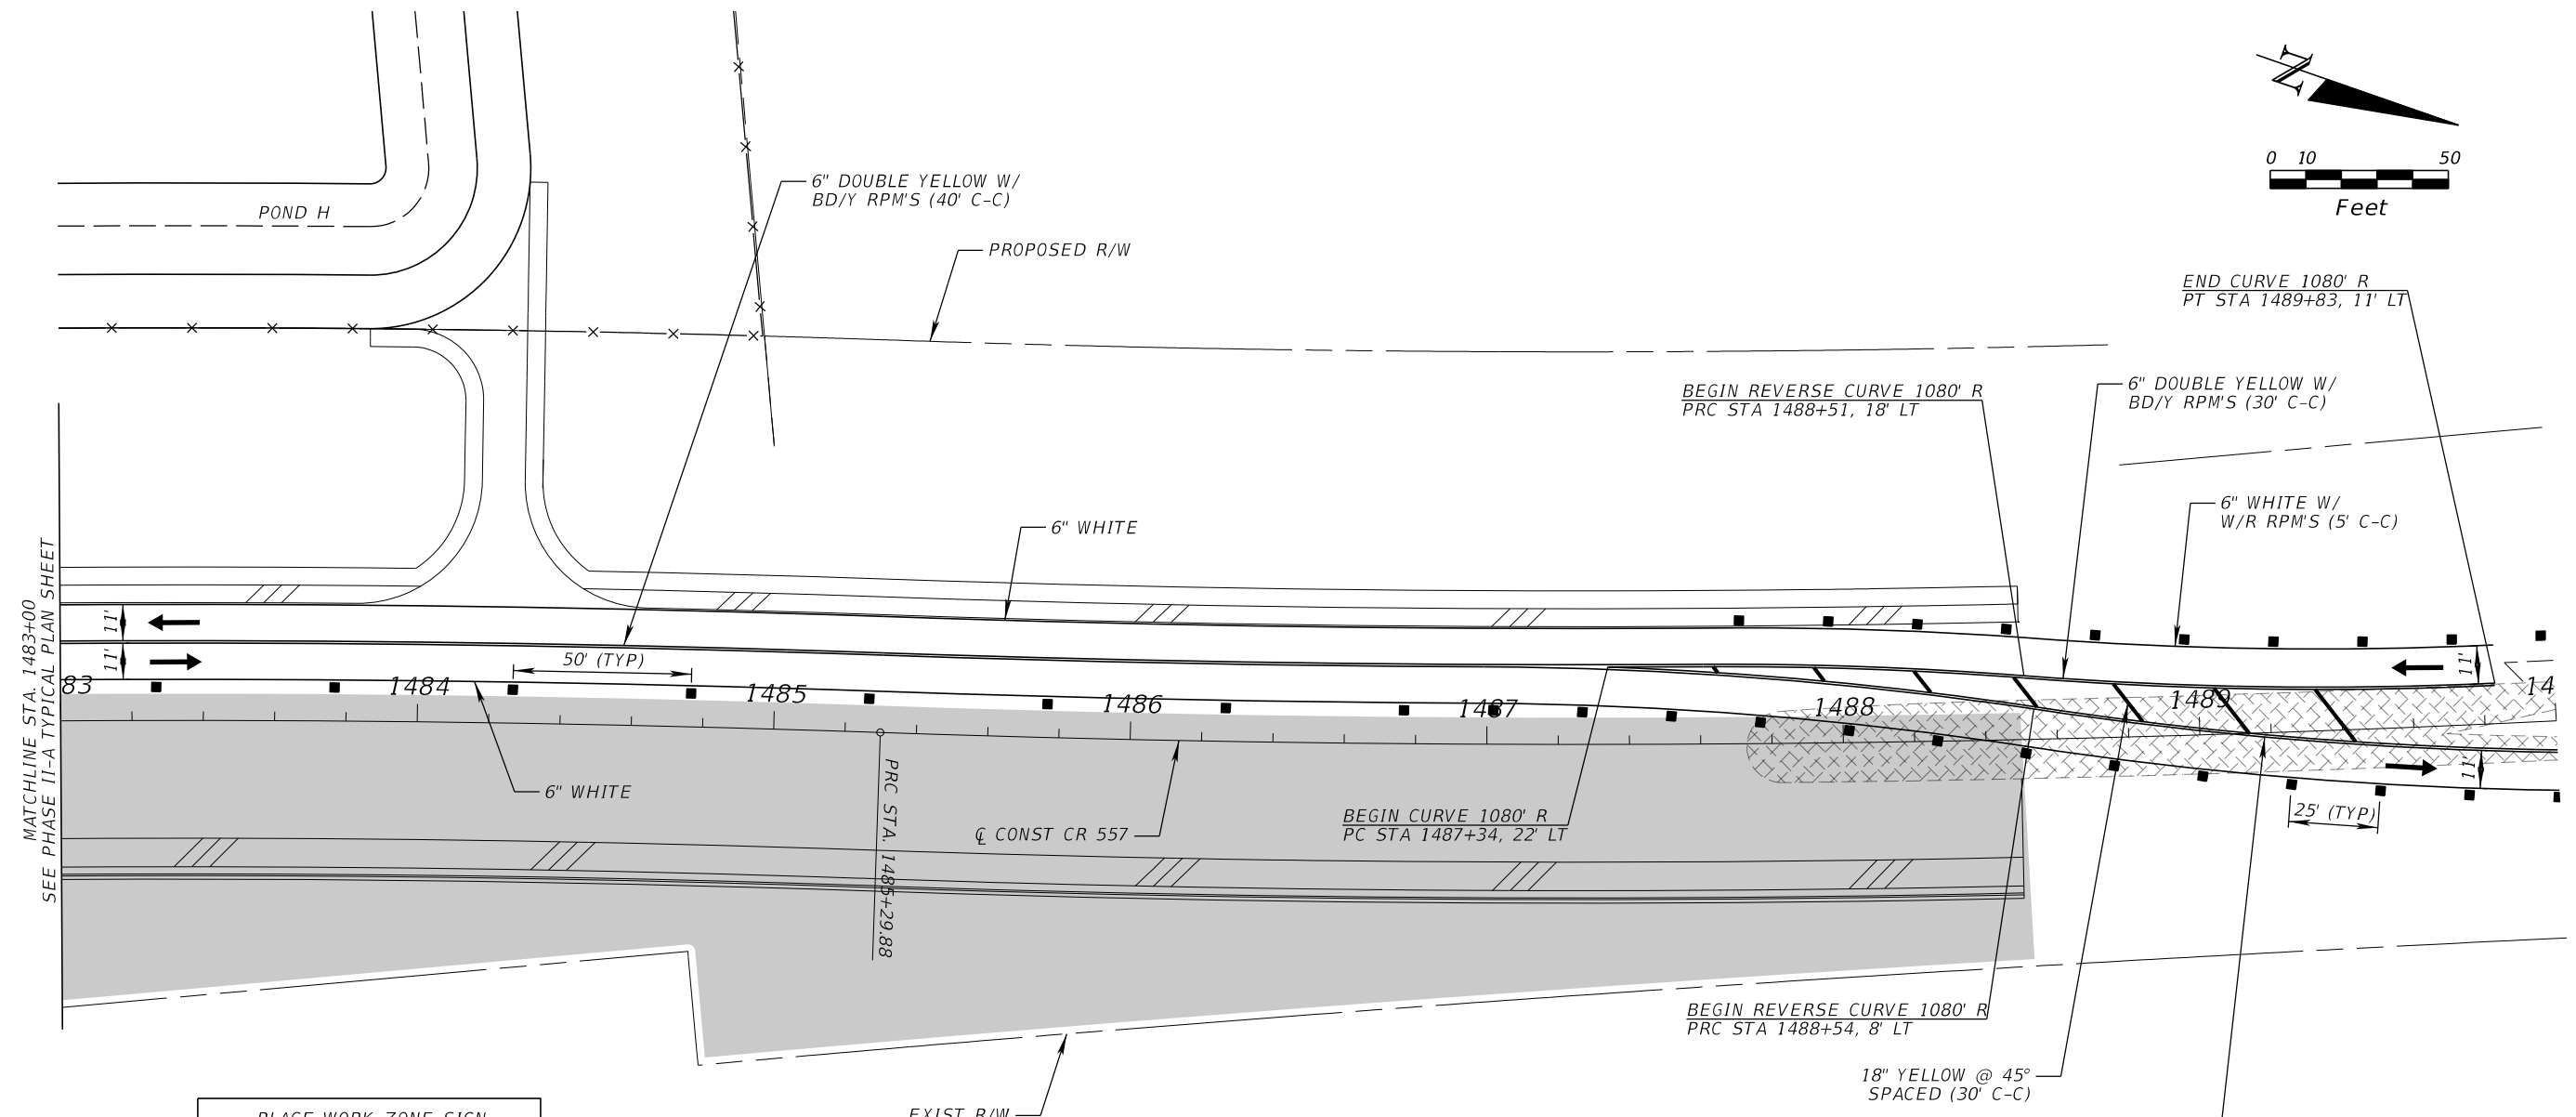 N
0 10 50
Feet
POND H
6" DOUBLE YELLOW W/
BD/Y RPM'S (40' C-C)
PROPOSED R/W
END CURVE 1080' R
PT STA 1489+83, 11' LT
BEGIN REVERSE CURVE 1080' R
PRC STA 1488+51, 18' LT
6" DOUBLE YELLOW W/
BD/Y RPM'S (30' C-C)
6" WHITE W/
W/R RPM'S (5' C-C)
6" WHITE
MATCHLINE STA. 1483+00
SEE PHASE II-A TYPICAL PLAN SHEET
11'
11'
50' (TYP)
11'
83 1484 1485 1486 1487 1488 1489 14
11'
25' (TYP)
6" WHITE
PRC STA. 1485+29.88
℄ CONST CR 557
BEGIN CURVE 1080' R
PC STA 1487+34, 22' LT
BEGIN REVERSE CURVE 1080' R
PRC STA 1488+54, 8' LT
18" YELLOW @ 45°
SPACED (30' C-C)
PLACE WORK ZONE SIGN
EXIST R/W